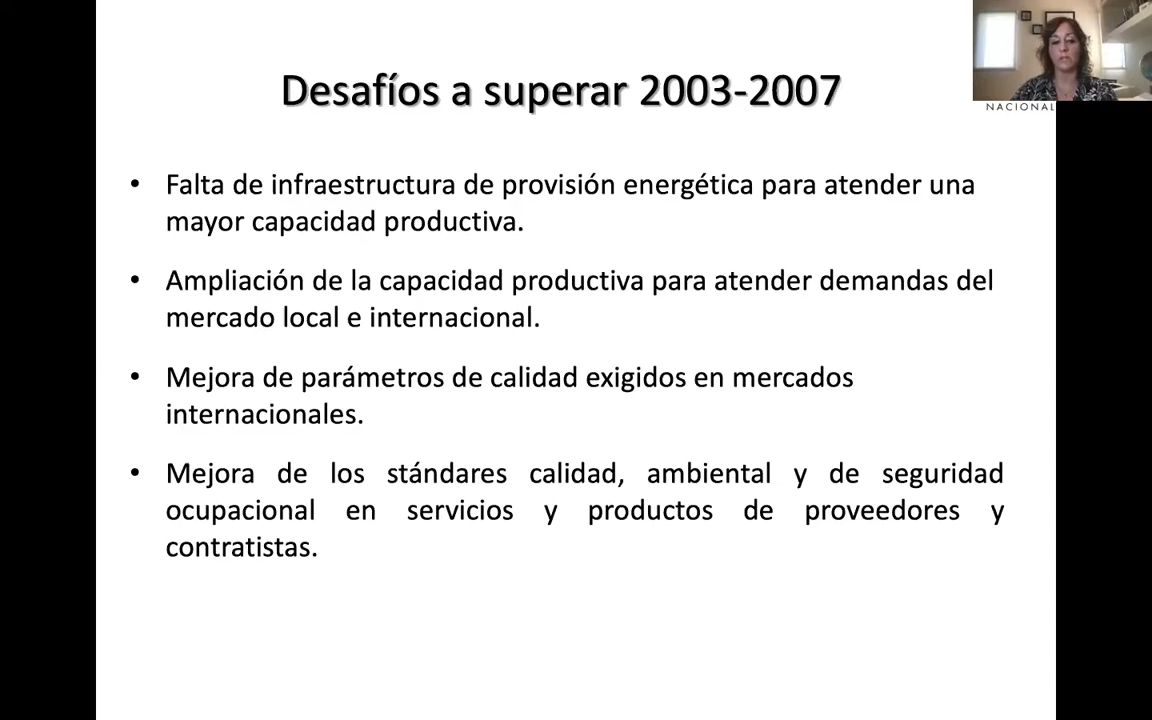 Desafíos a superar 2003-2007
NACIONAL
• Falta de infraestructura de provisión energética para atender una
mayor capacidad productiva.
• Ampliación de la capacidad productiva para atender demandas del
mercado local e internacional.
• Mejora de parámetros de calidad exigidos en mercados
internacionales.
• Mejora de los stándares calidad, ambiental y de seguridad
ocupacional en servicios y productos de proveedores y
contratistas.